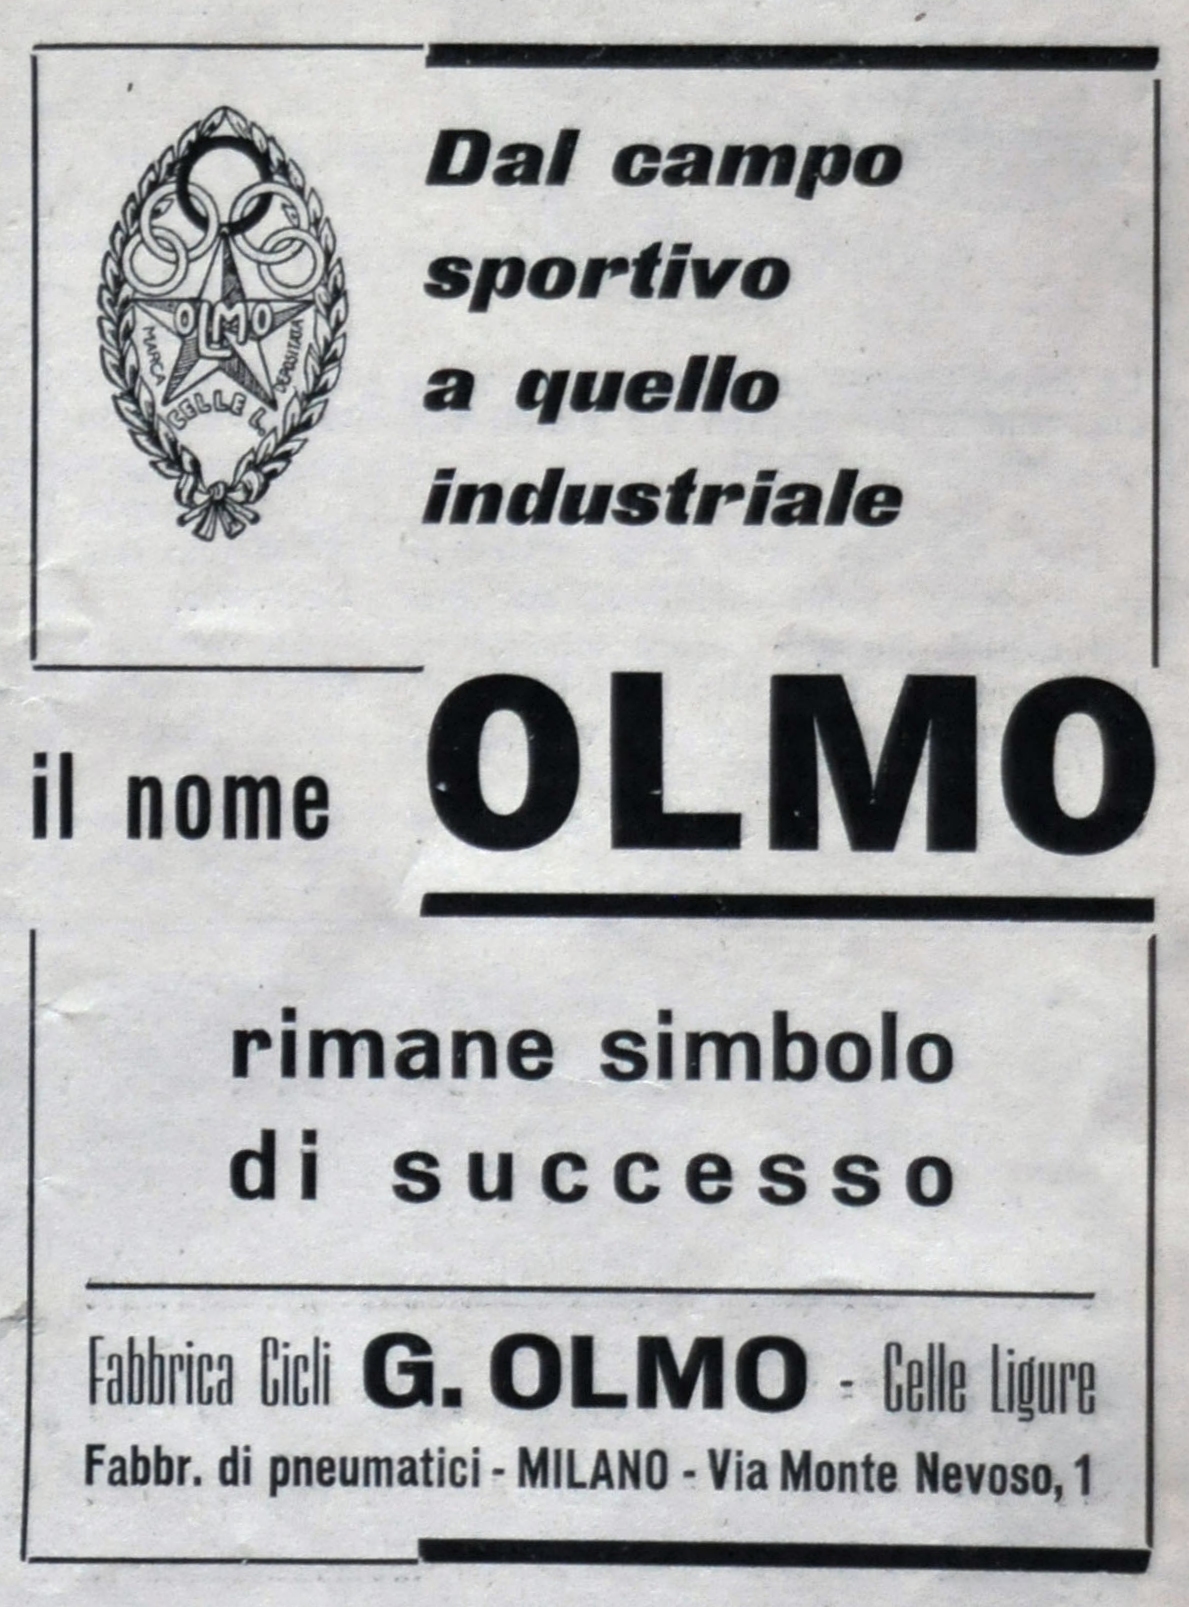 OLMO
MARCA
DEPOSITATA
CELLE L.
Dal campo
sportivo
a quello
industriale
il nome OLMO
rimane simbolo
di successo
Fabbrica Cicli G. OLMO - Celle Ligure
Fabbr. di pneumatici - MILANO - Via Monte Nevoso, 1